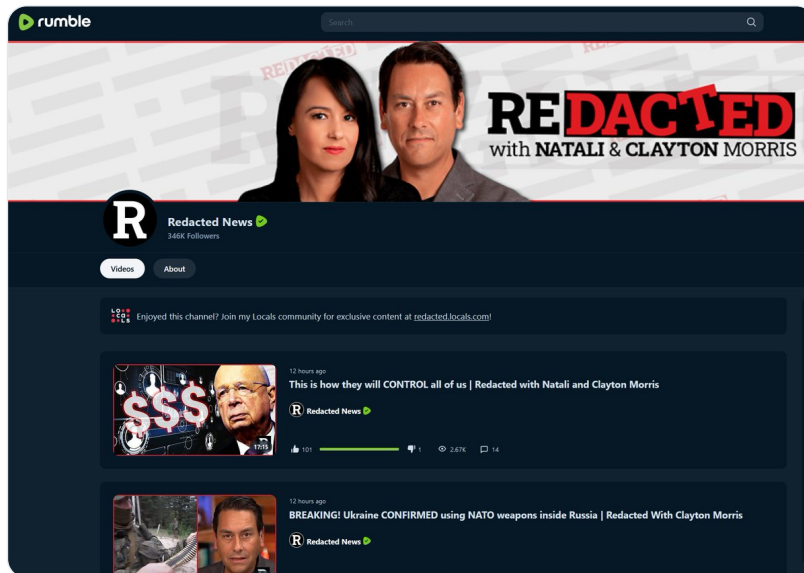 rumble
Search
REDACTED
with NATALI & CLAYTON MORRIS
R
Redacted News
346K Followers
Videos
About
LO
CA
LS
Enjoyed this channel? Join my Locals community for exclusive content at redacted.locals.com!
12 hours ago
This is how they will CONTROL all of us | Redacted with Natali and Clayton Morris
$$$
R Redacted News
17:15
101
1
2.67K
14
12 hours ago
BREAKING! Ukraine CONFIRMED using NATO weapons inside Russia | Redacted With Clayton Morris
R Redacted News